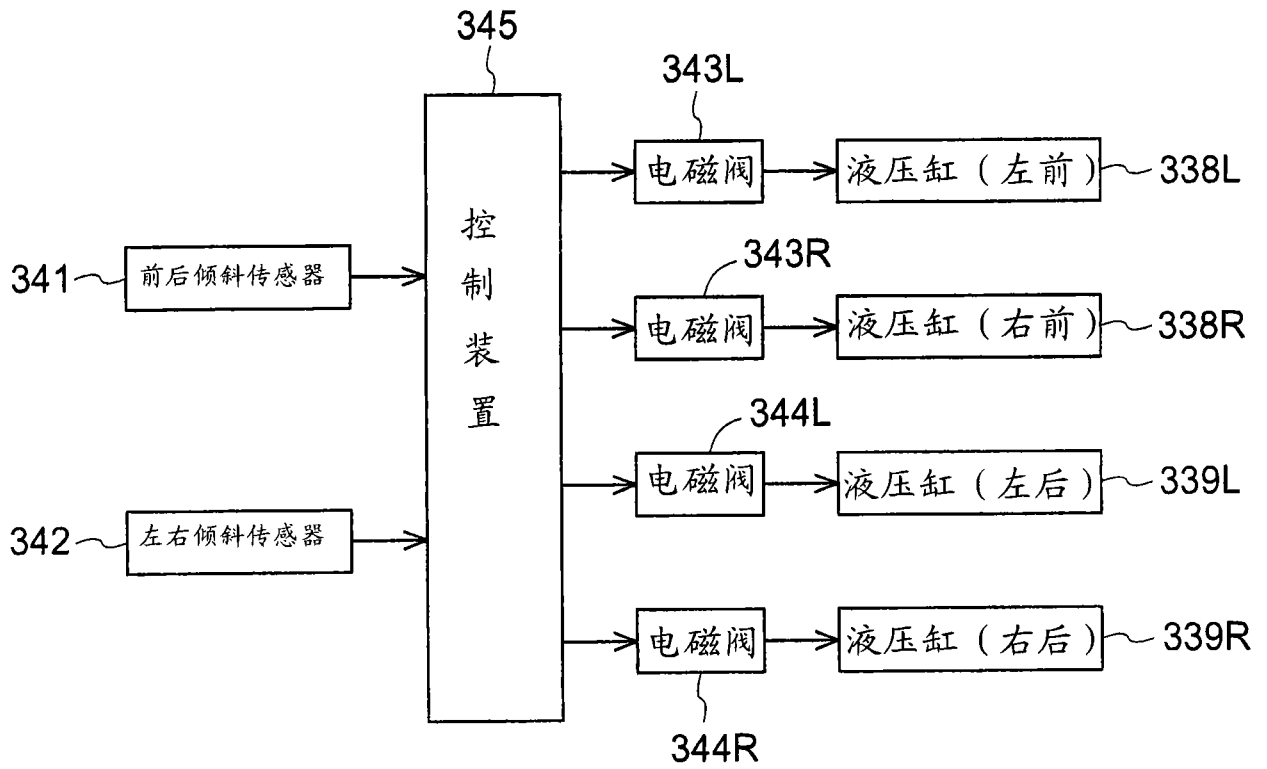 345
343L
电磁阀
液压缸（左前）
338L
控制装置
343R
341
前后倾斜传感器
电磁阀
液压缸（右前）
338R
344L
电磁阀
液压缸（左后）
339L
342
左右倾斜传感器
电磁阀
液压缸（右后）
339R
344R